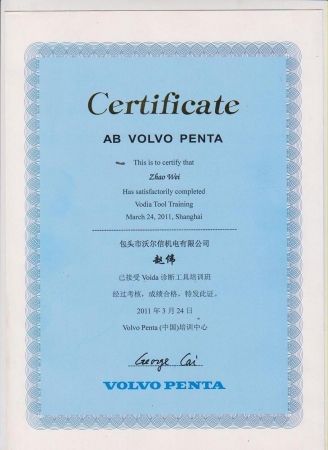 Certificate
AB VOLVO PENTA
This is to certify that
Zhao Wei
Has satisfactorily completed
Vodia Tool Training
March 24, 2011, Shanghai
包头市沃尔信机电有限公司
赵伟
已接受 Voida 诊断工具培训班
经过考核，成绩合格，特发此证。
2011 年 3 月 24 日
Volvo Penta (中国)培训中心
George Cai
VOLVO PENTA